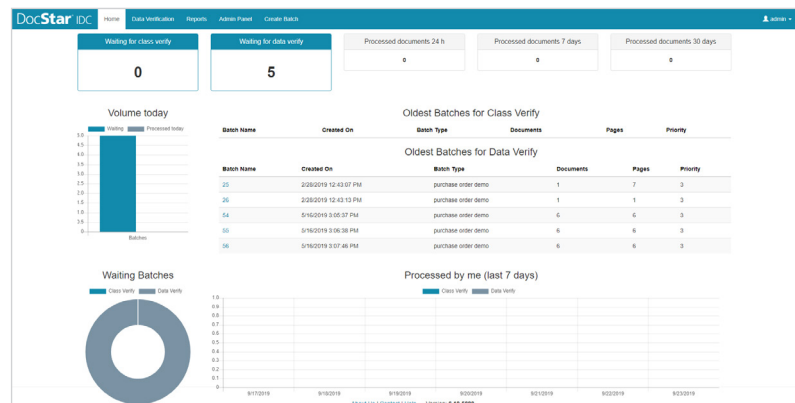 DocStar IDC Home Data Verification Reports Admin Panel Create Batch admin
Waiting for class verify Waiting for data verify Processed documents 24 h Processed documents 7 days Processed documents 30 days
0 5 0 0 0
Volume today
Waiting Processed today
5.0
4.5
4.0
3.5
3.0
2.5
2.0
1.5
1.0
0.5
0
Batches
Oldest Batches for Class Verify
Batch Name Created On Batch Type Documents Pages Priority
Oldest Batches for Data Verify
Batch Name Created On Batch Type Documents Pages Priority
25 2/28/2019 12:43:07 PM purchase order demo 1 7 3
26 2/28/2019 12:43:13 PM purchase order demo 1 1 3
54 5/16/2019 3:05:37 PM purchase order demo 6 6 3
55 5/16/2019 3:06:38 PM purchase order demo 6 6 3
56 5/16/2019 3:07:46 PM purchase order demo 6 6 3
Waiting Batches
Class Verify Data Verify
Processed by me (last 7 days)
Class Verify Data Verify
1.0
0.9
0.8
0.7
0.6
0.5
0.4
0.3
0.2
0.1
0
9/17/2019 9/18/2019 9/19/2019 9/20/2019 9/21/2019 9/22/2019 9/23/2019